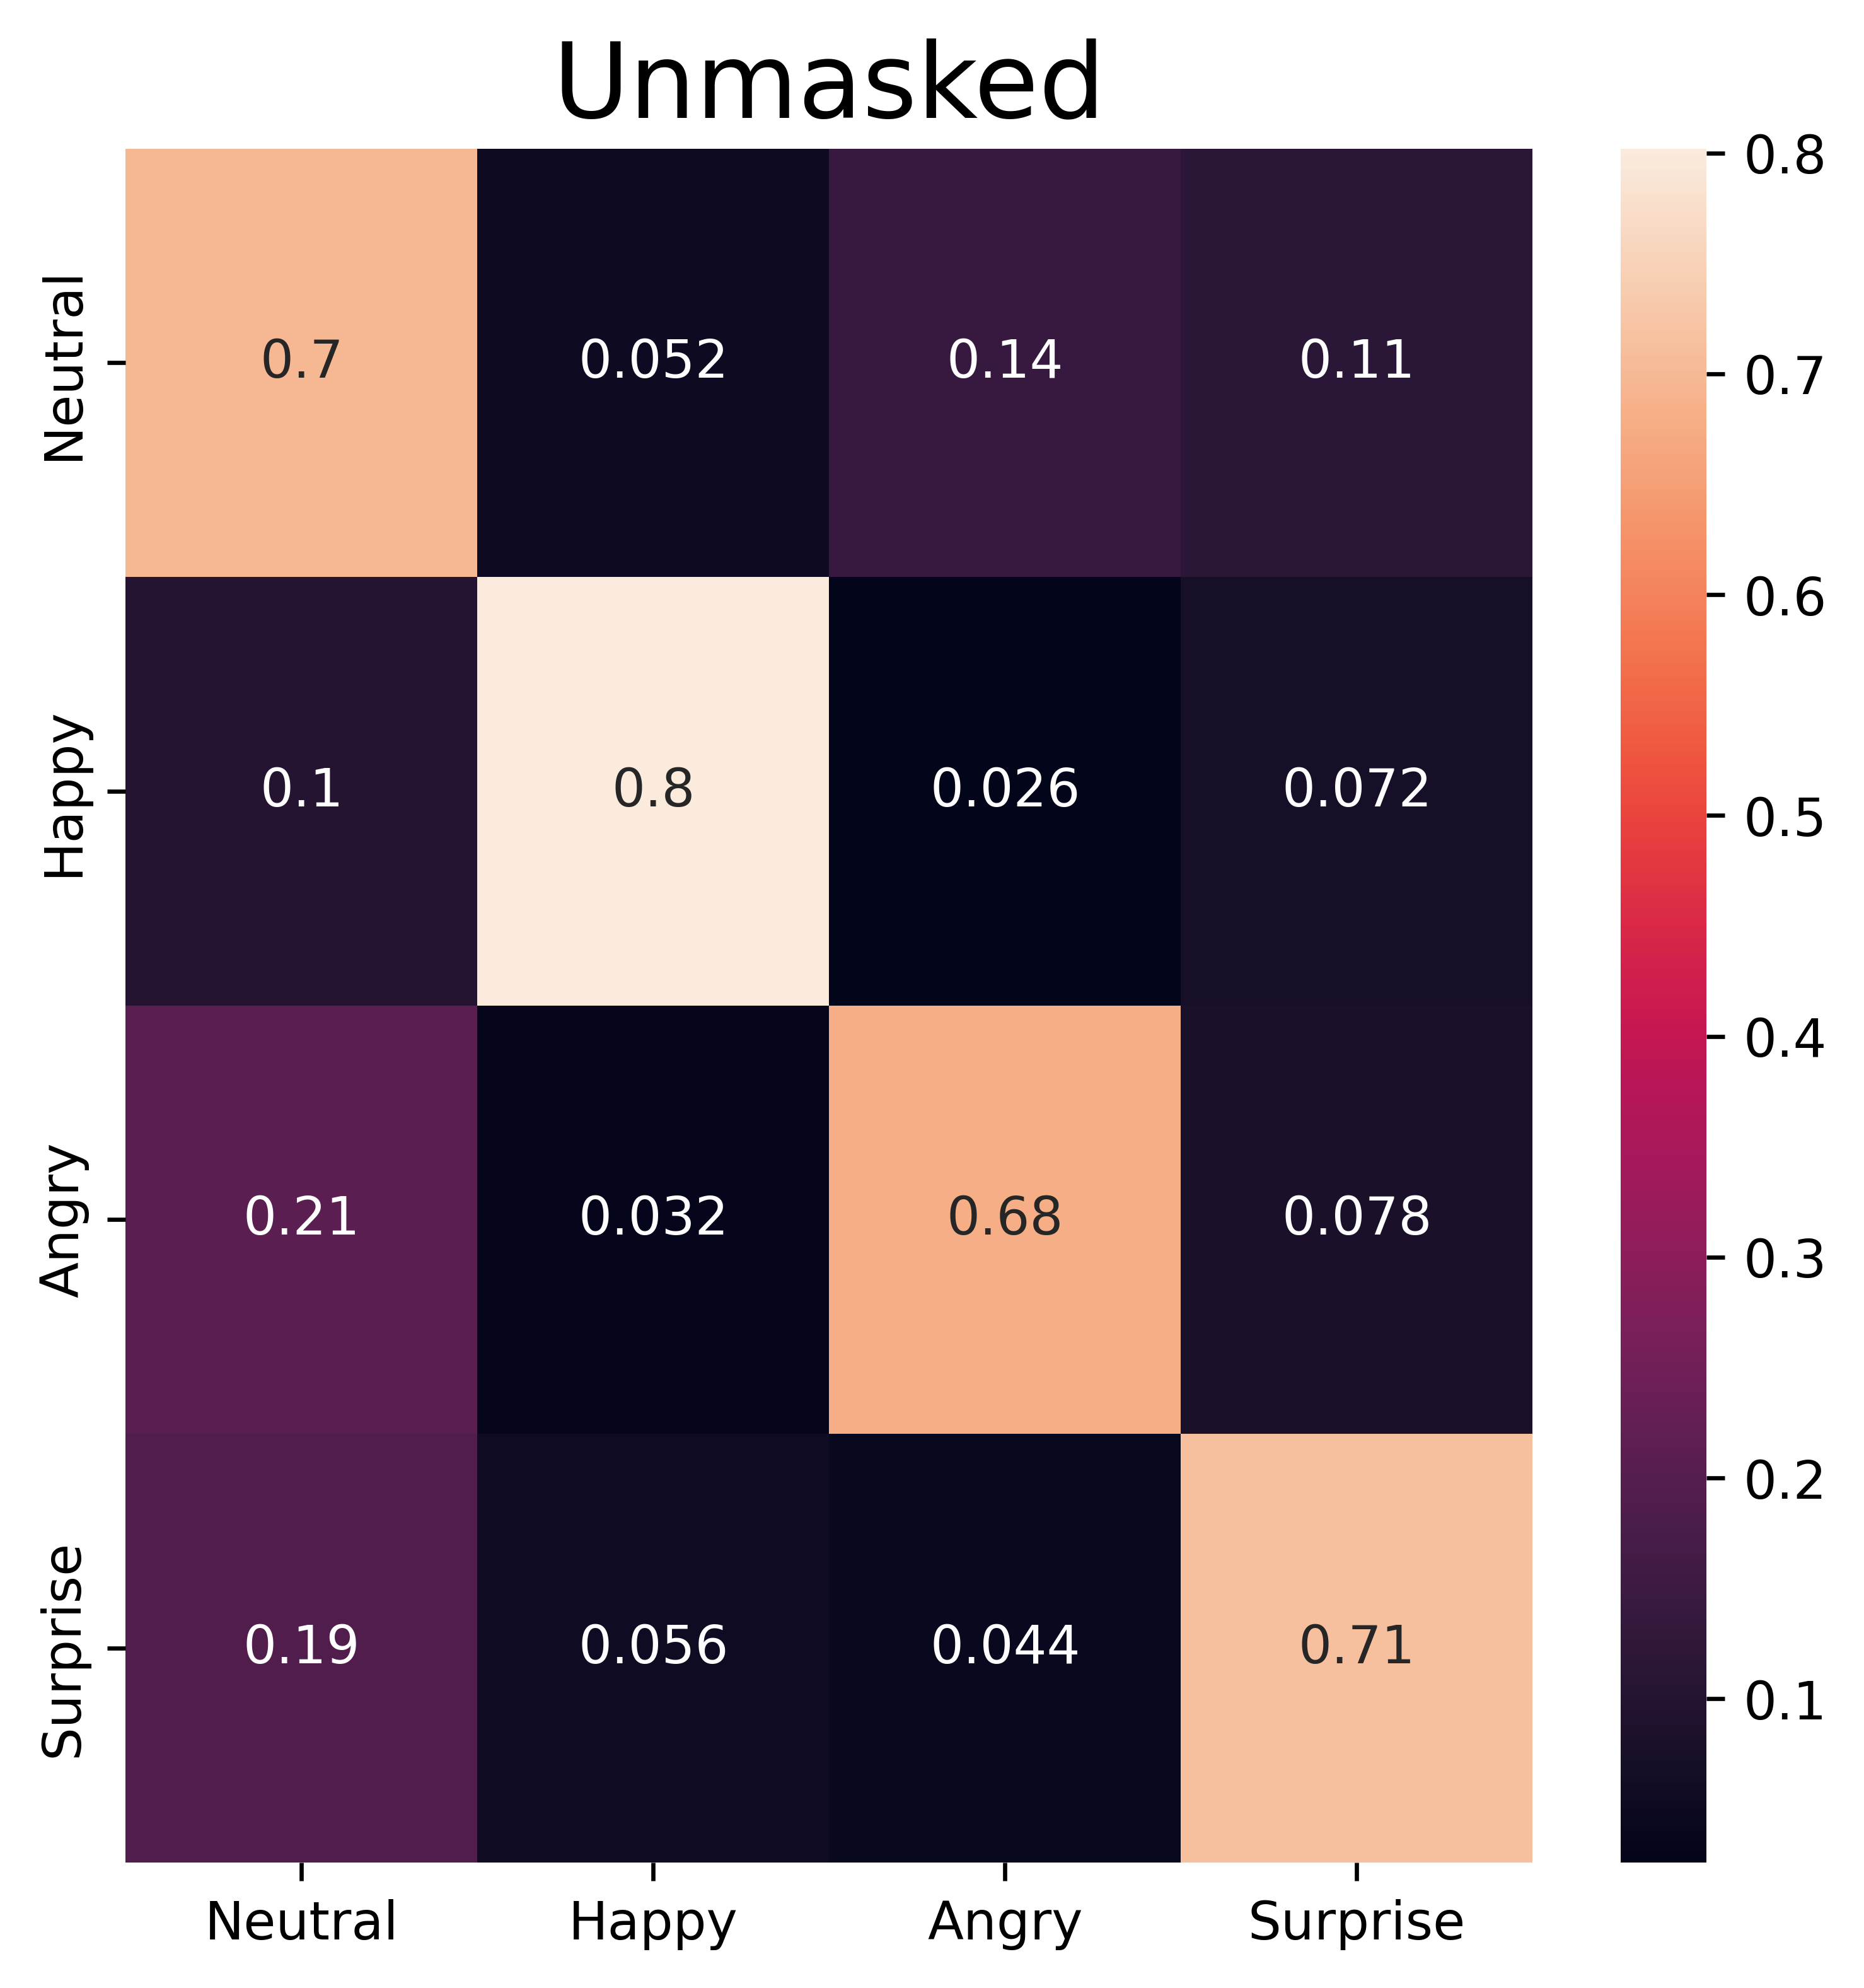 Unmasked
Neutral 0.7 0.052 0.14 0.11
Happy 0.1 0.8 0.026 0.072
Angry 0.21 0.032 0.68 0.078
Surprise 0.19 0.056 0.044 0.71
Neutral Happy Angry Surprise
0.8
0.7
0.6
0.5
0.4
0.3
0.2
0.1